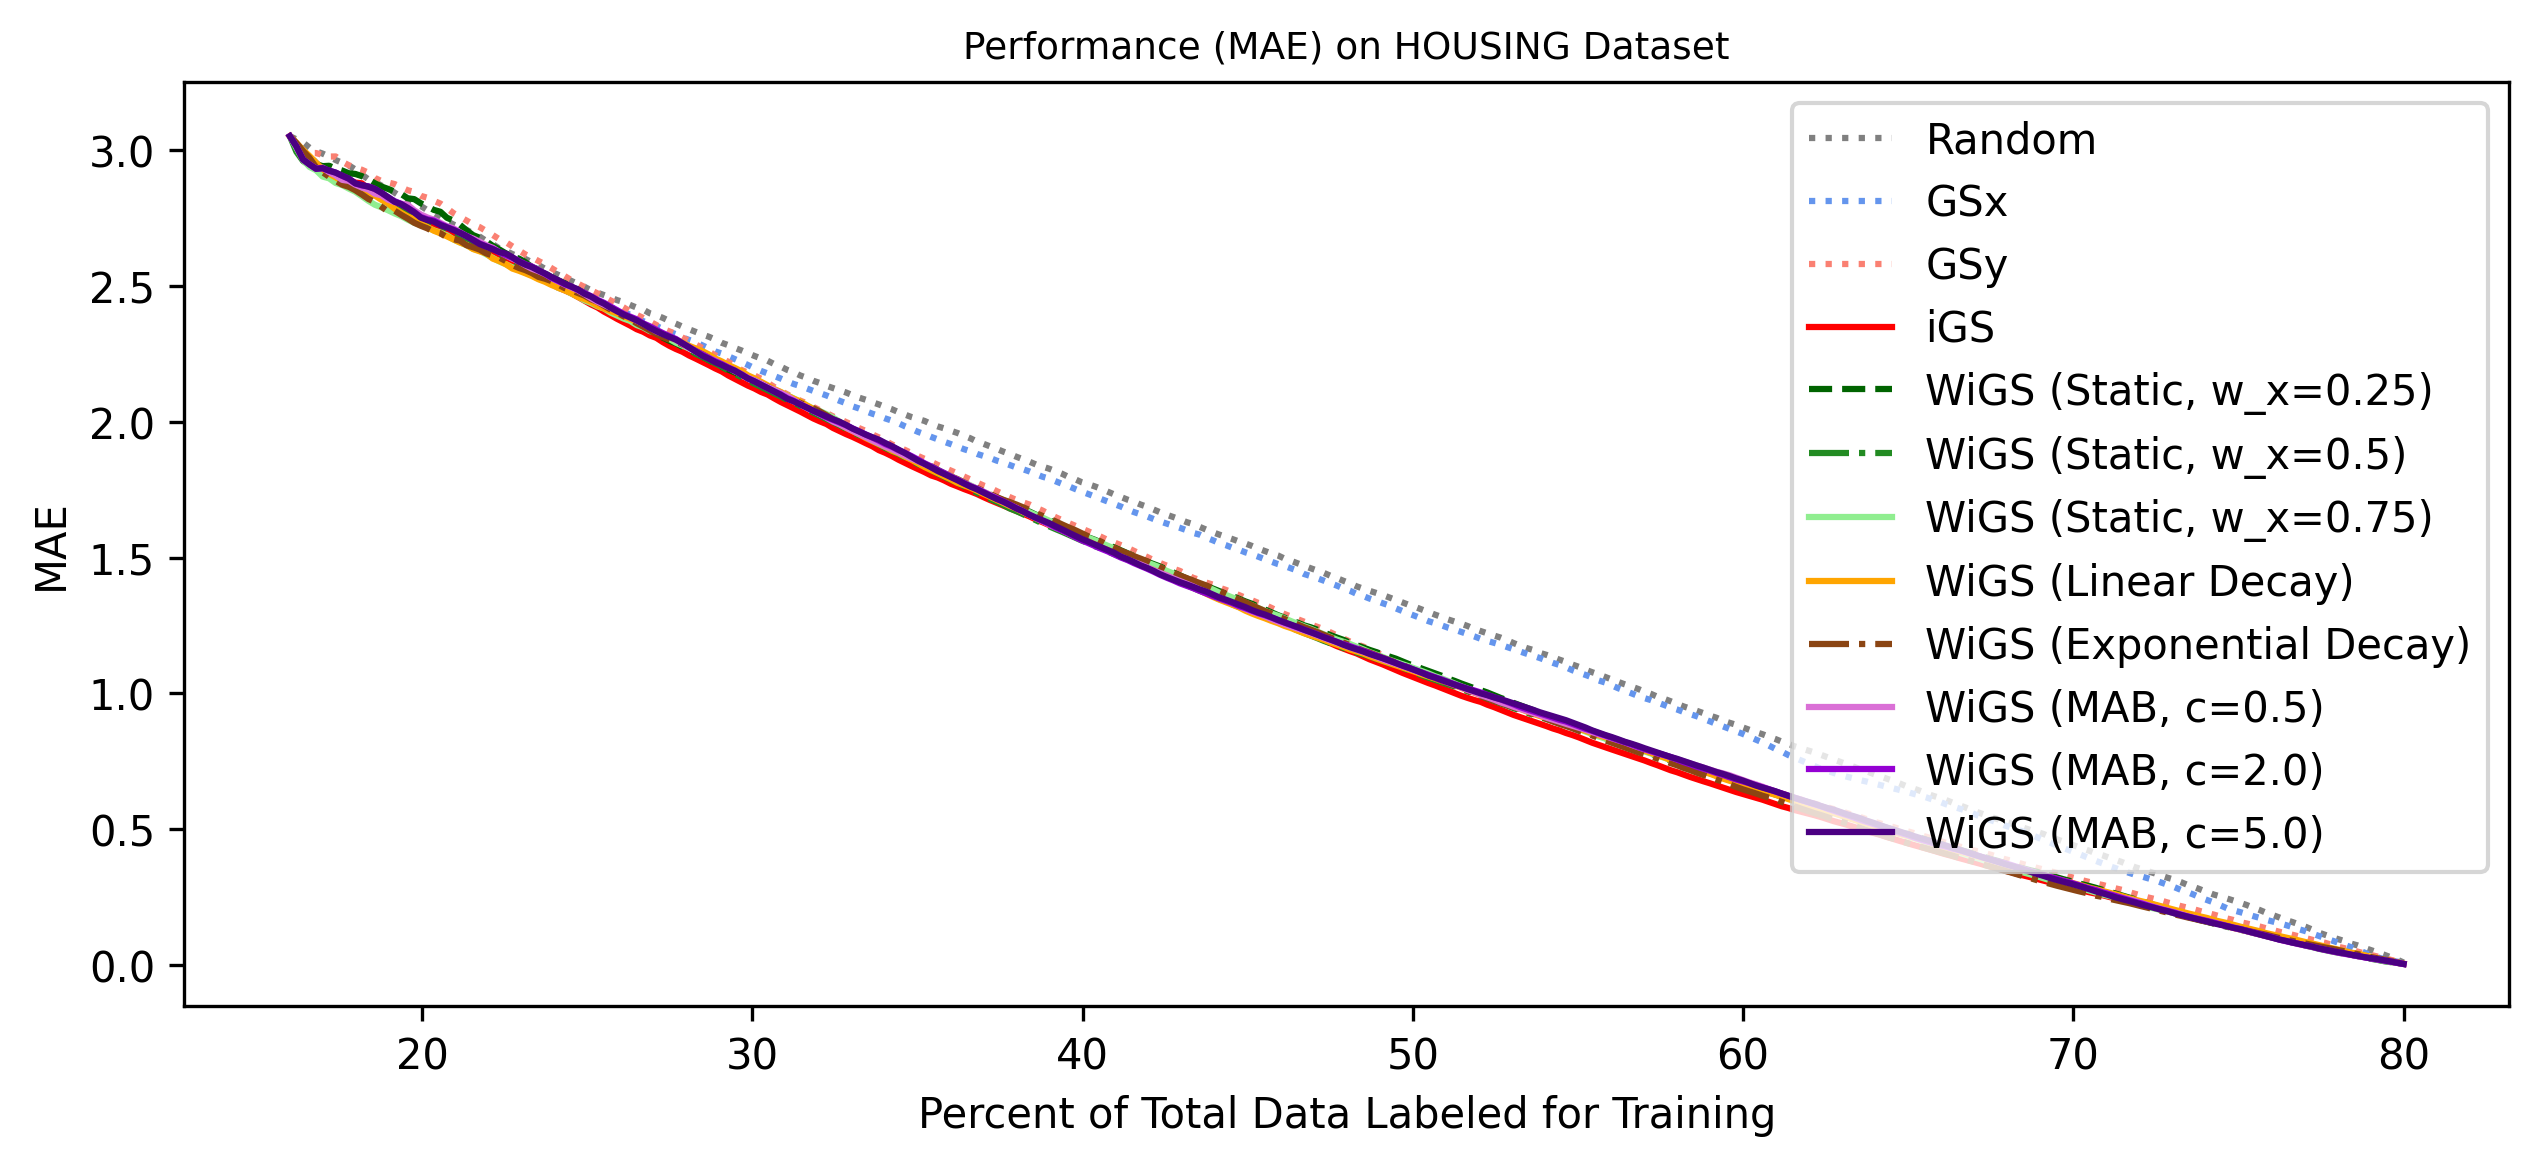 Performance (MAE) on HOUSING Dataset
MAE
3.0
2.5
2.0
1.5
1.0
0.5
0.0
20 30 40 50 60 70 80
Percent of Total Data Labeled for Training
Random
GSx
GSy
iGS
WiGS (Static, w_x=0.25)
WiGS (Static, w_x=0.5)
WiGS (Static, w_x=0.75)
WiGS (Linear Decay)
WiGS (Exponential Decay)
WiGS (MAB, c=0.5)
WiGS (MAB, c=2.0)
WiGS (MAB, c=5.0)